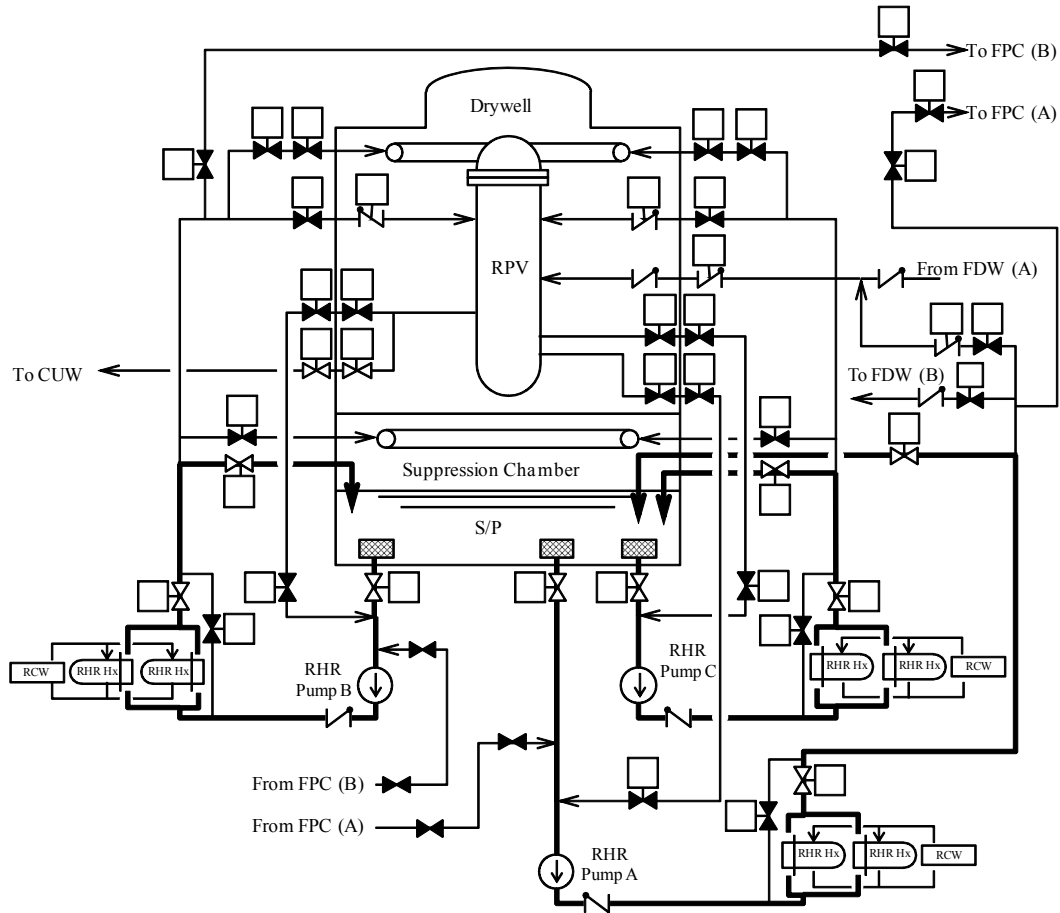 To FPC (B)
To FPC (A)
Drywell
RPV
From FDW (A)
To CUW
To FDW (B)
Suppression Chamber
S/P
RCW
RHR Hx
RHR Hx
RHR
Pump B
RHR
Pump C
RHR Hx
RHR Hx
RCW
From FPC (B)
From FPC (A)
RHR
Pump A
RHR Hx
RHR Hx
RCW